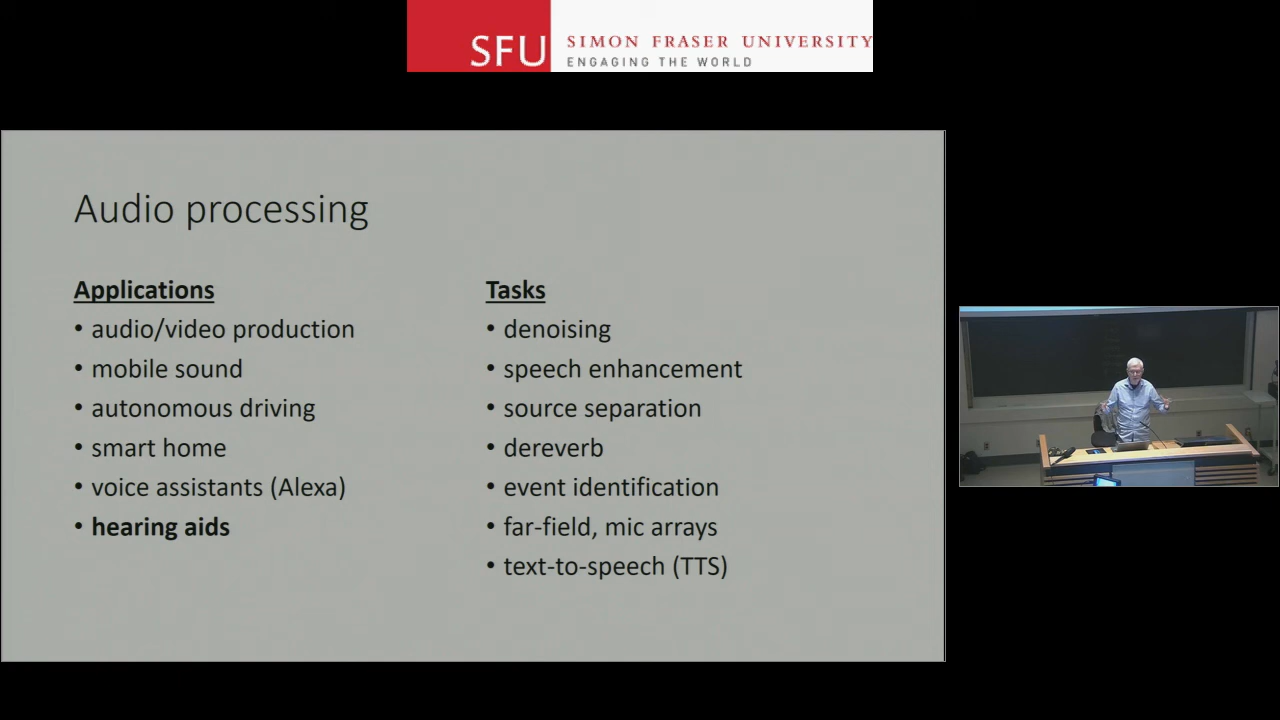 SFU
SIMON FRASER UNIVERSITY
ENGAGING THE WORLD
Audio processing
Applications
• audio/video production
• mobile sound
• autonomous driving
• smart home
• voice assistants (Alexa)
• hearing aids
Tasks
• denoising
• speech enhancement
• source separation
• dereverb
• event identification
• far-field, mic arrays
• text-to-speech (TTS)